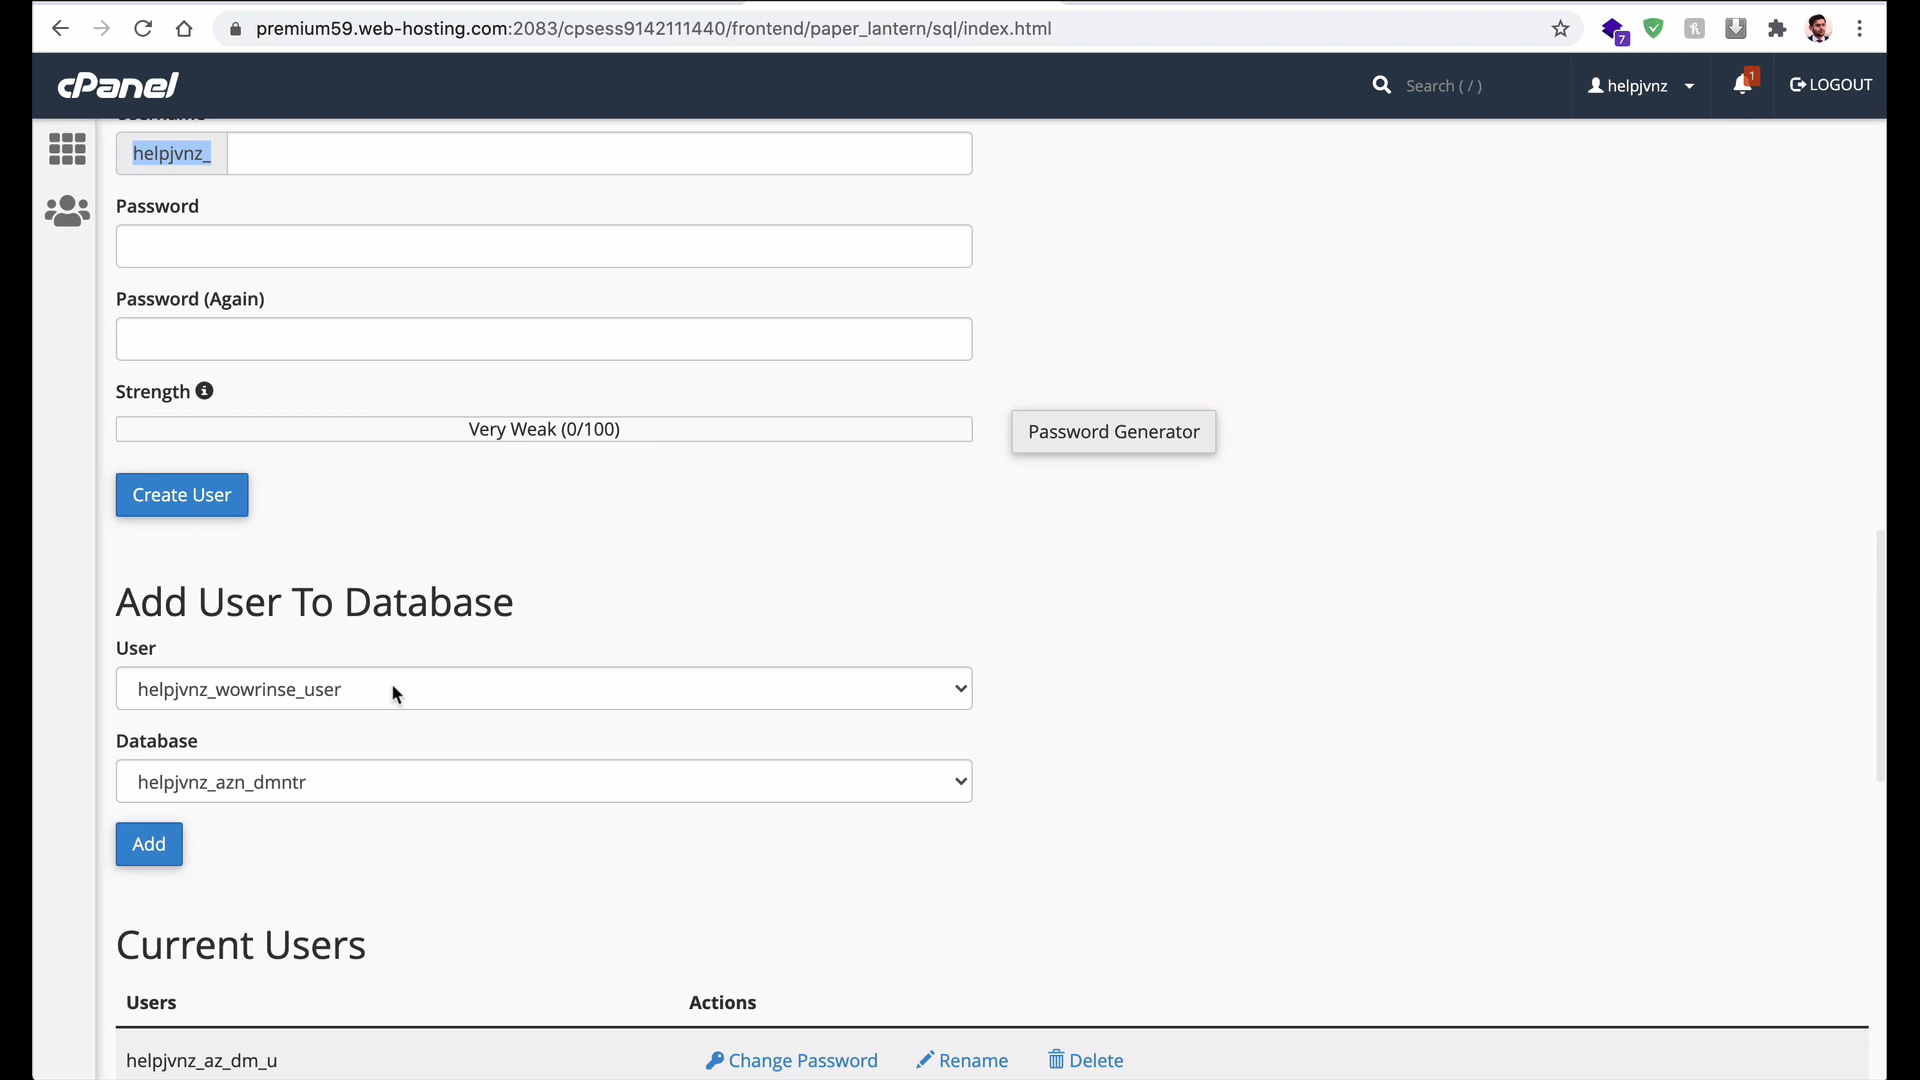 premium59.web-hosting.com:2083/cpsess9142111440/frontend/paper_lantern/sql/index.html
7
cPanel
Search ( / )
helpjvnz
1
LOGOUT
helpjvnz_
Password
Password (Again)
Strength
Very Weak (0/100)
Password Generator
Create User
Add User To Database
User
helpjvnz_wowrinse_user
Database
helpjvnz_azn_dmntr
Add
Current Users
Users Actions
helpjvnz_az_dm_u Change Password Rename Delete